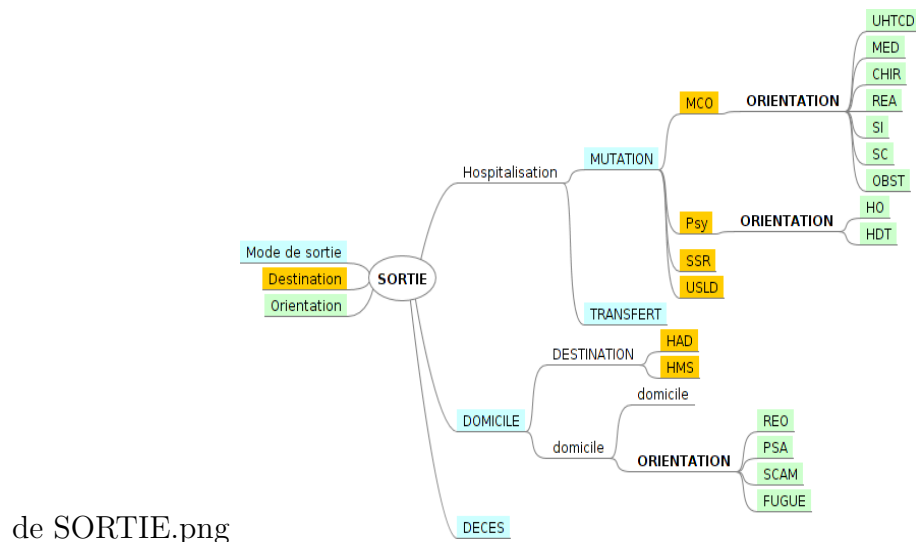 Mode de sortie
Destination
Orientation
SORTIE
Hospitalisation
MUTATION
MCO
ORIENTATION
UHTCD
MED
CHIR
REA
SI
SC
OBST
Psy
ORIENTATION
HO
HDT
SSR
USLD
TRANSFERT
DOMICILE
DESTINATION
HAD
HMS
domicile
domicile
ORIENTATION
REO
PSA
SCAM
FUGUE
DECES
de SORTIE.png